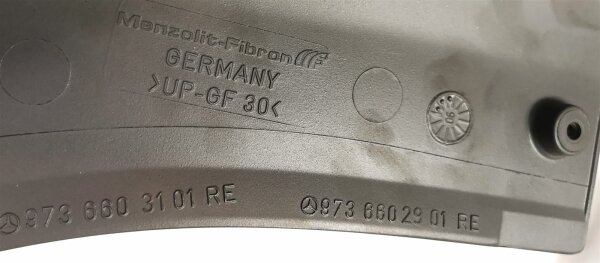 Menzolit-Fibron
GERMANY
>UP-GF 30<
973 660 31 01 RE
973 660 29 01 RE